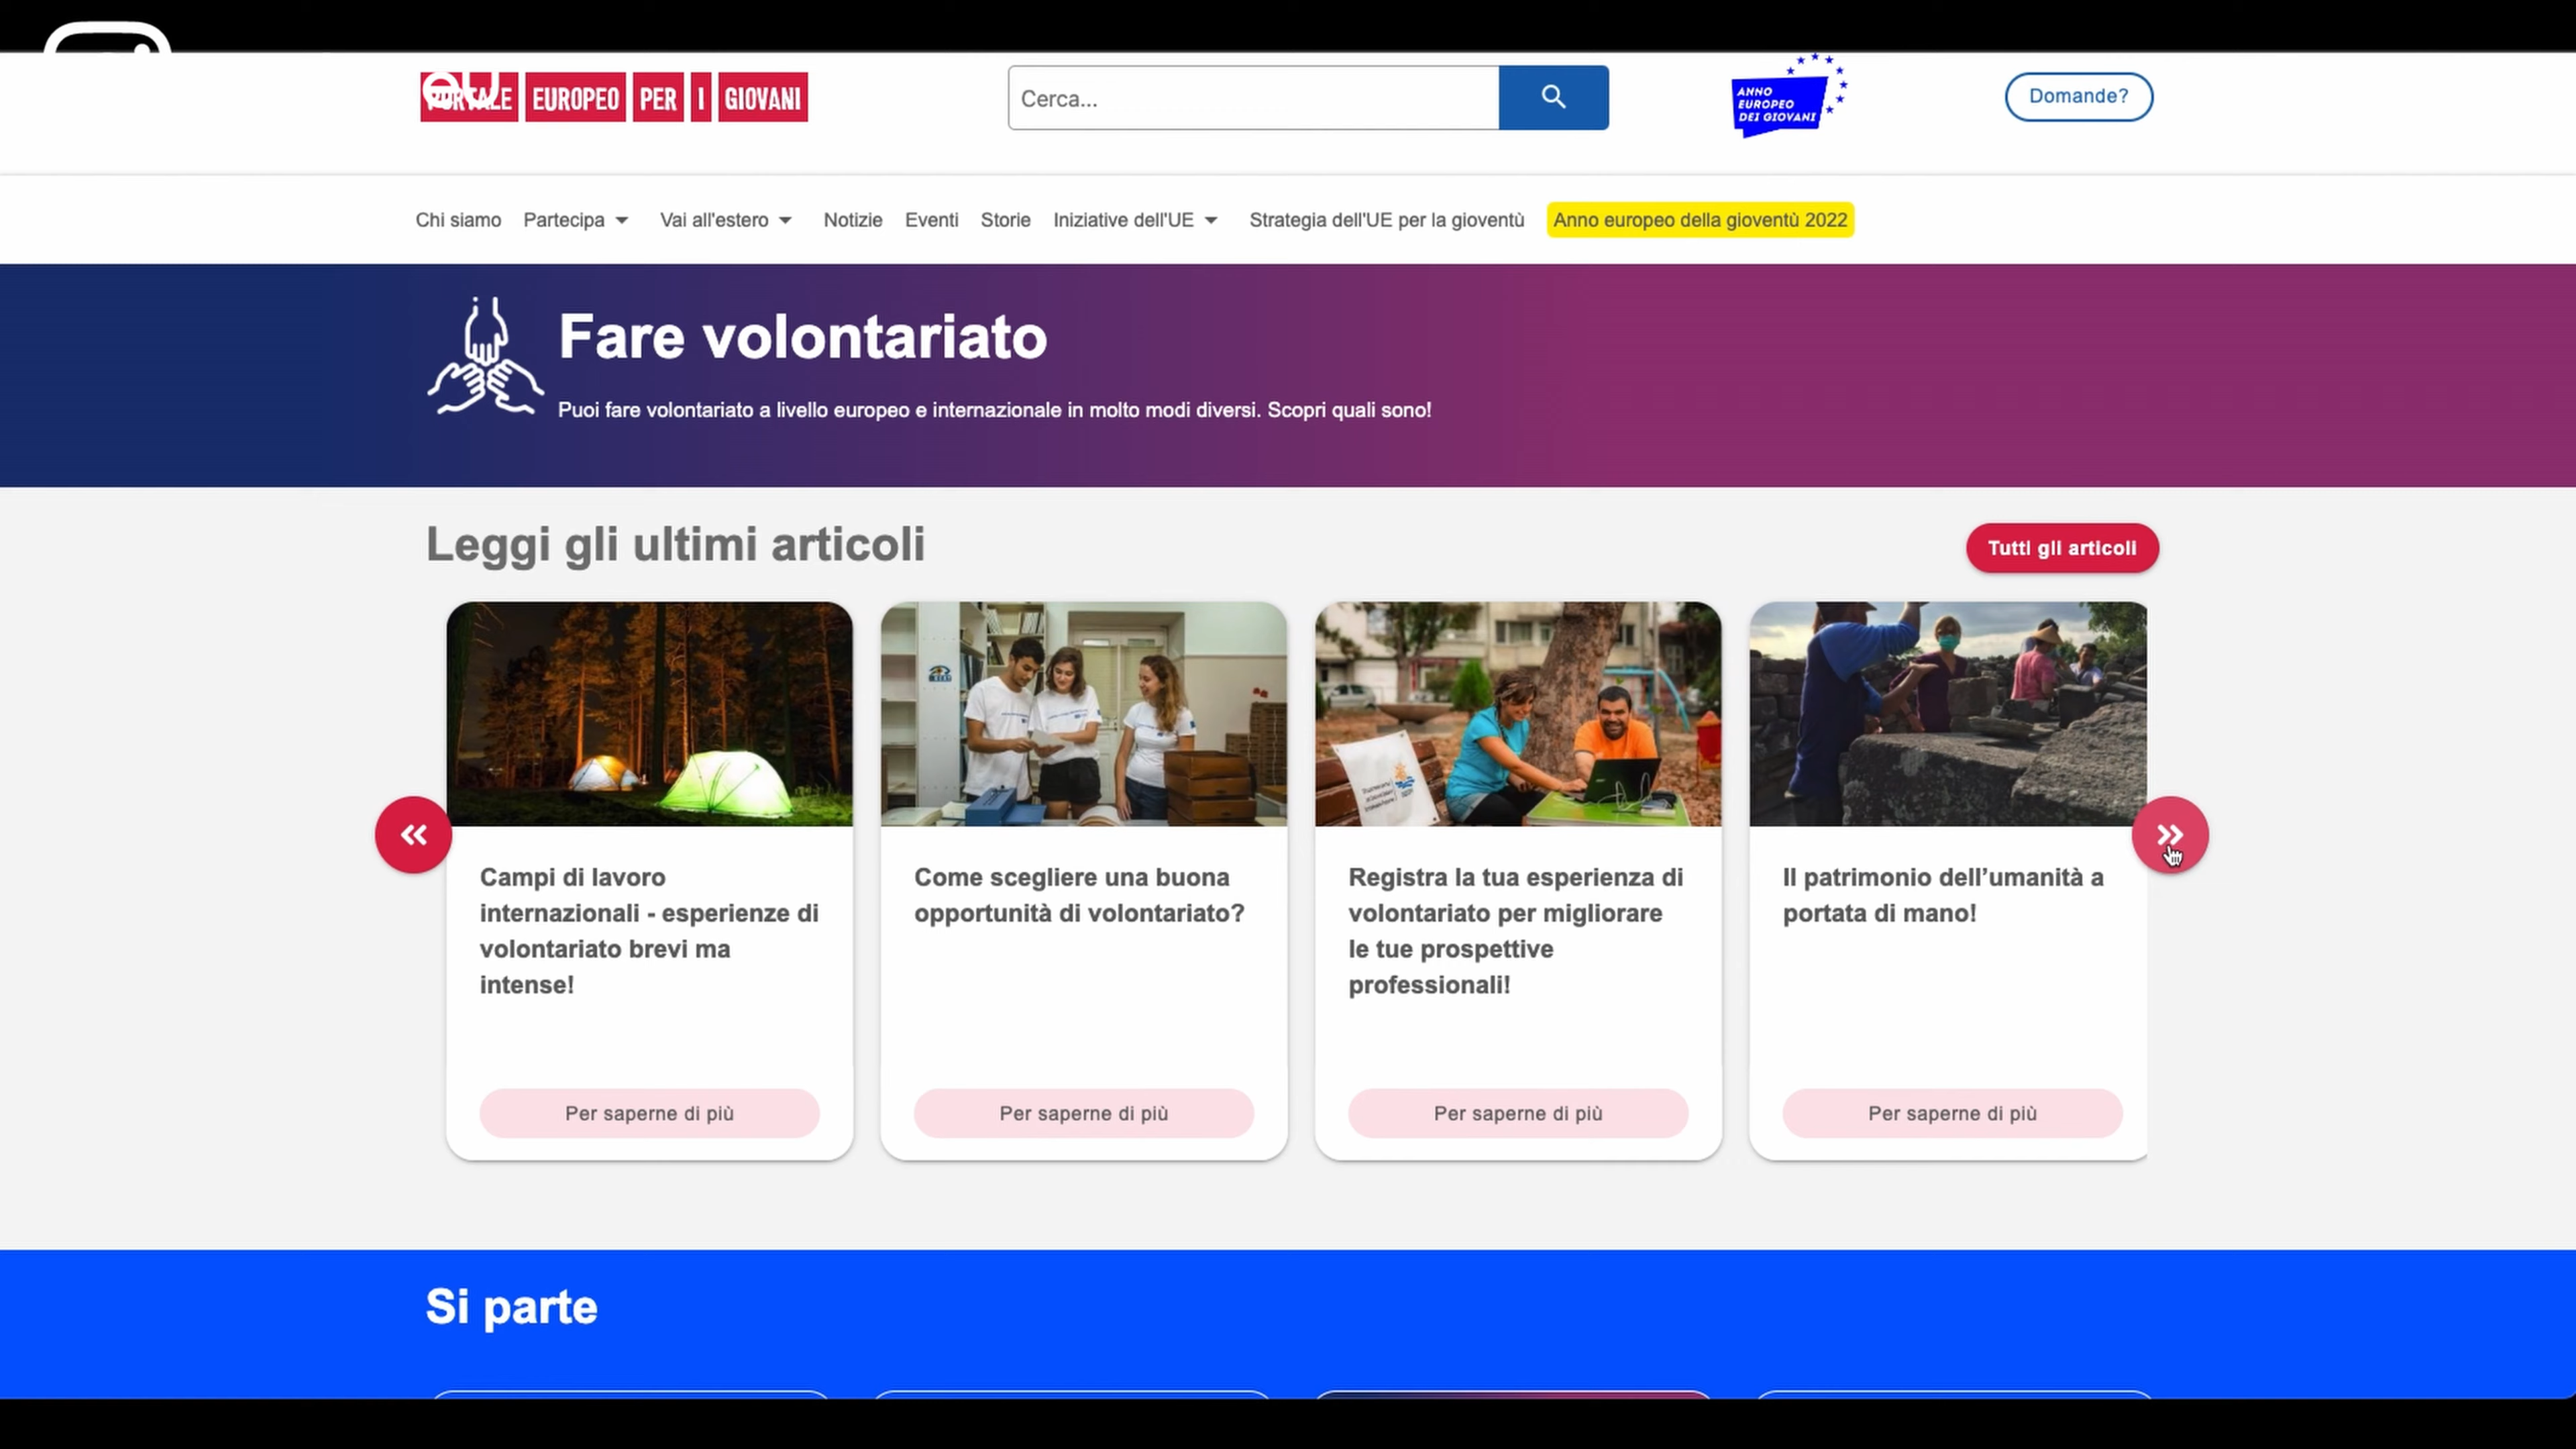 PORTALE EUROPEO PER I GIOVANI
eu
Cerca...
ANNO
EUROPEO
DEI GIOVANI
Domande?
Chi siamo Partecipa Vai all'estero Notizie Eventi Storie Iniziative dell'UE Strategia dell'UE per la gioventù Anno europeo della gioventù 2022
Fare volontariato
Puoi fare volontariato a livello europeo e internazionale in molto modi diversi. Scopri quali sono!
Leggi gli ultimi articoli
Tutti gli articoli
Campi di lavoro
internazionali - esperienze di
volontariato brevi ma
intense!
Per saperne di più
Come scegliere una buona
opportunità di volontariato?
Per saperne di più
Registra la tua esperienza di
volontariato per migliorare
le tue prospettive
professionali!
Per saperne di più
Il patrimonio dell’umanità a
portata di mano!
Per saperne di più
Si parte